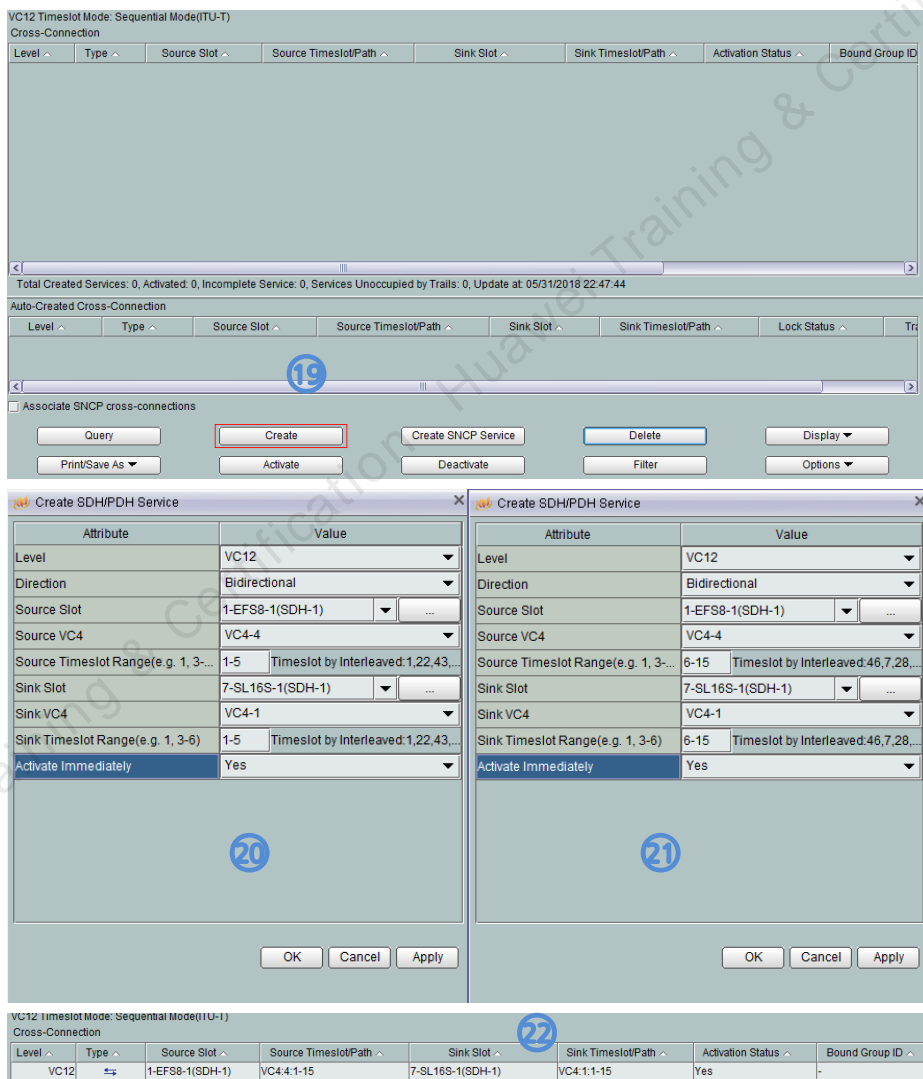 VC12 Timeslot Mode: Sequential Mode(ITU-T)
Cross-Connection
Level Type Source Slot Source Timeslot/Path Sink Slot Sink Timeslot/Path Activation Status Bound Group ID
Total Created Services: 0, Activated: 0, Incomplete Service: 0, Services Unoccupied by Trails: 0, Update at: 05/31/2018 22:47:44
Auto-Created Cross-Connection
Level Type Source Slot Source Timeslot/Path Sink Slot Sink Timeslot/Path Lock Status
19
Associate SNCP cross-connections
Query Create Create SNCP Service Delete Display
Print/Save As Activate Deactivate Filter Options
Create SDH/PDH Service
Attribute Value
Level VC12
Direction Bidirectional
Source Slot 1-EFS8-1(SDH-1) ...
Source VC4 VC4-4
Source Timeslot Range(e.g. 1, 3-... 1-5 Timeslot by Interleaved:1,22,43,...
Sink Slot 7-SL16S-1(SDH-1) ...
Sink VC4 VC4-1
Sink Timeslot Range(e.g. 1, 3-6) 1-5 Timeslot by Interleaved:1,22,43,...
Activate Immediately Yes
20
OK Cancel Apply
Create SDH/PDH Service
Attribute Value
Level VC12
Direction Bidirectional
Source Slot 1-EFS8-1(SDH-1) ...
Source VC4 VC4-4
Source Timeslot Range(e.g. 1, 3-... 6-15 Timeslot by Interleaved:46,7,28,...
Sink Slot 7-SL16S-1(SDH-1) ...
Sink VC4 VC4-1
Sink Timeslot Range(e.g. 1, 3-6) 6-15 Timeslot by Interleaved:46,7,28,...
Activate Immediately Yes
21
OK Cancel Apply
VC12 Timeslot Mode: Sequential Mode(ITU-T)
Cross-Connection
22
Level Type Source Slot Source Timeslot/Path Sink Slot Sink Timeslot/Path Activation Status Bound Group ID
VC12 1-EFS8-1(SDH-1) VC4:4:1-15 7-SL16S-1(SDH-1) VC4:1:1-15 Yes -
Training & Certification Huawei Training &